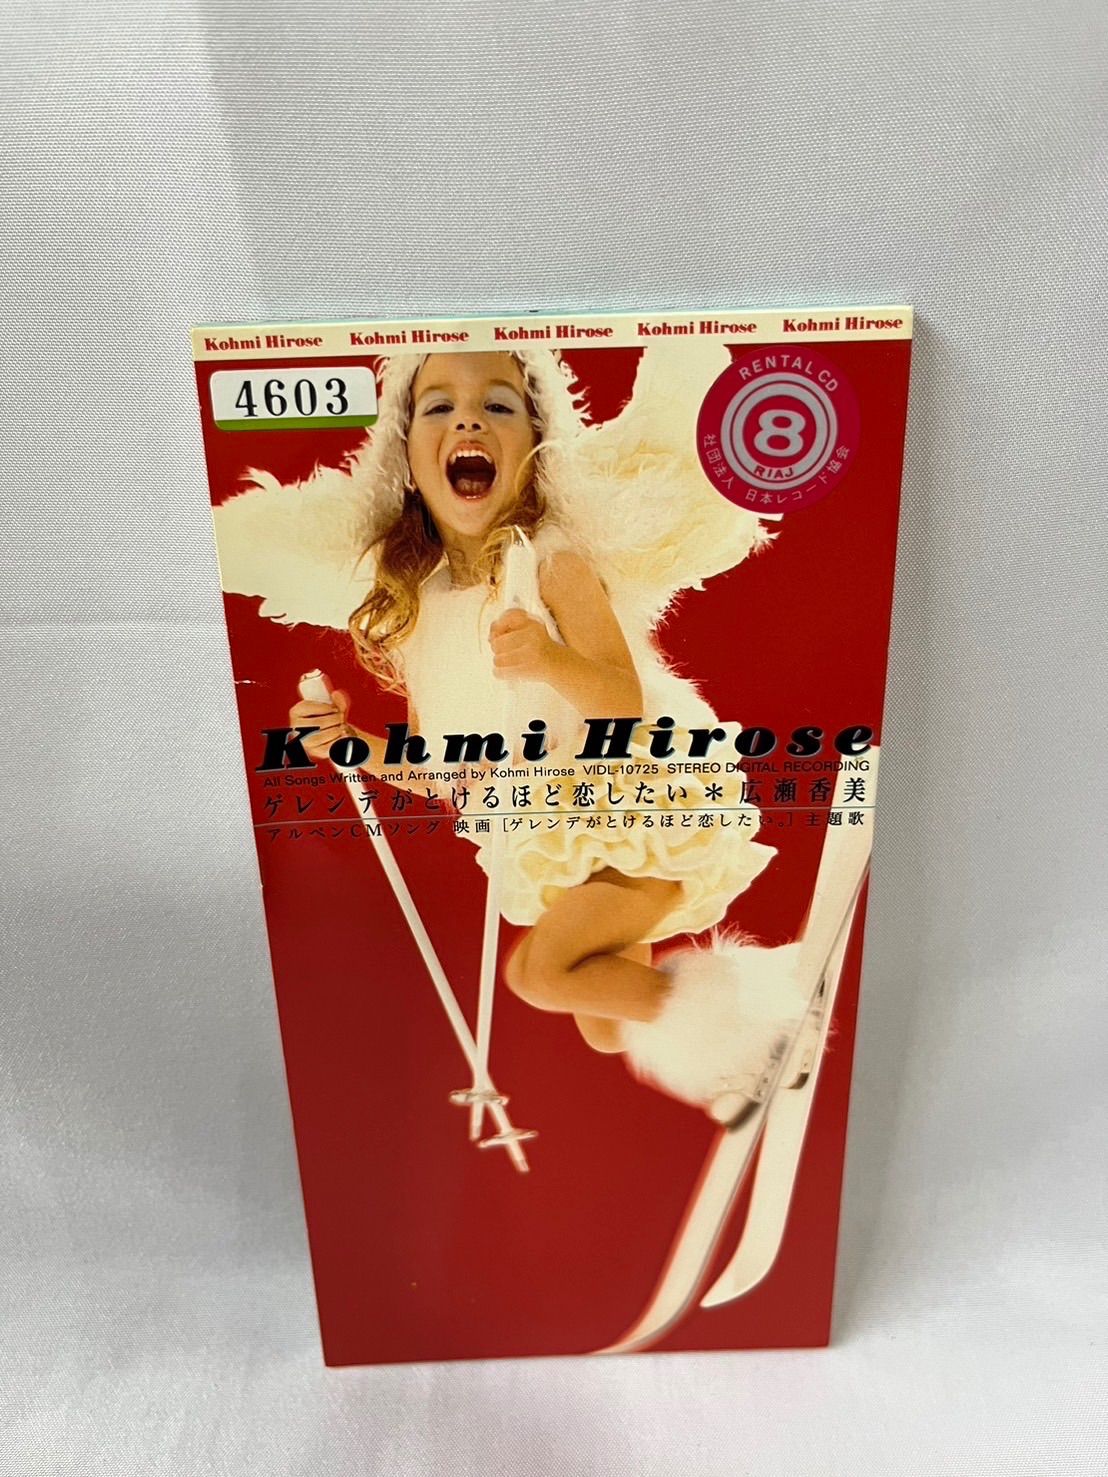 Kohmi Hirose Kohmi Hirose Kohmi Hirose Kohmi Hirose Kohmi Hirose
4603
RENTAL CD
8
RIAJ
社団法人 日本レコード協会
Kohmi Hirose
All Songs Written and Arranged by Kohmi Hirose VIDL-10725 STEREO DIGITAL RECORDING
ゲレンデがとけるほど恋したい＊広瀬香美
アルペンCMソング 映画［ゲレンデがとけるほど恋したい。］主題歌